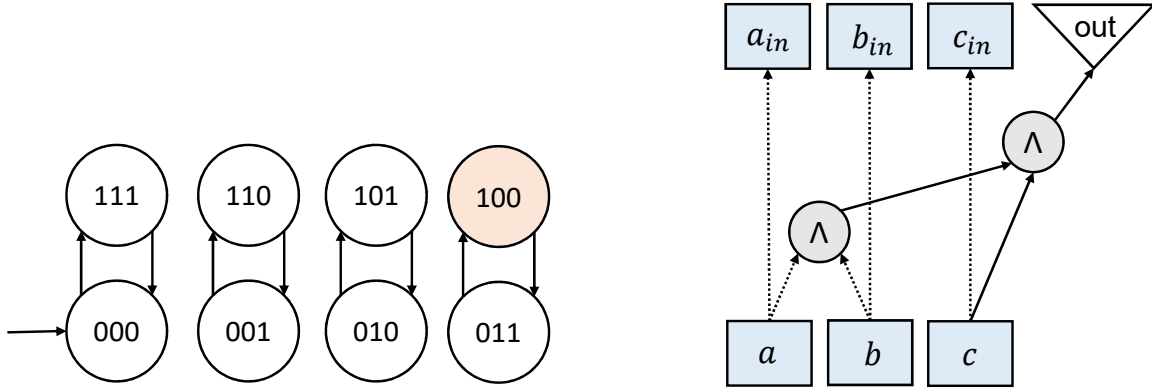 a_in b_in c_in out
Λ
111 110 101 100
Λ
000 001 010 011
a b c